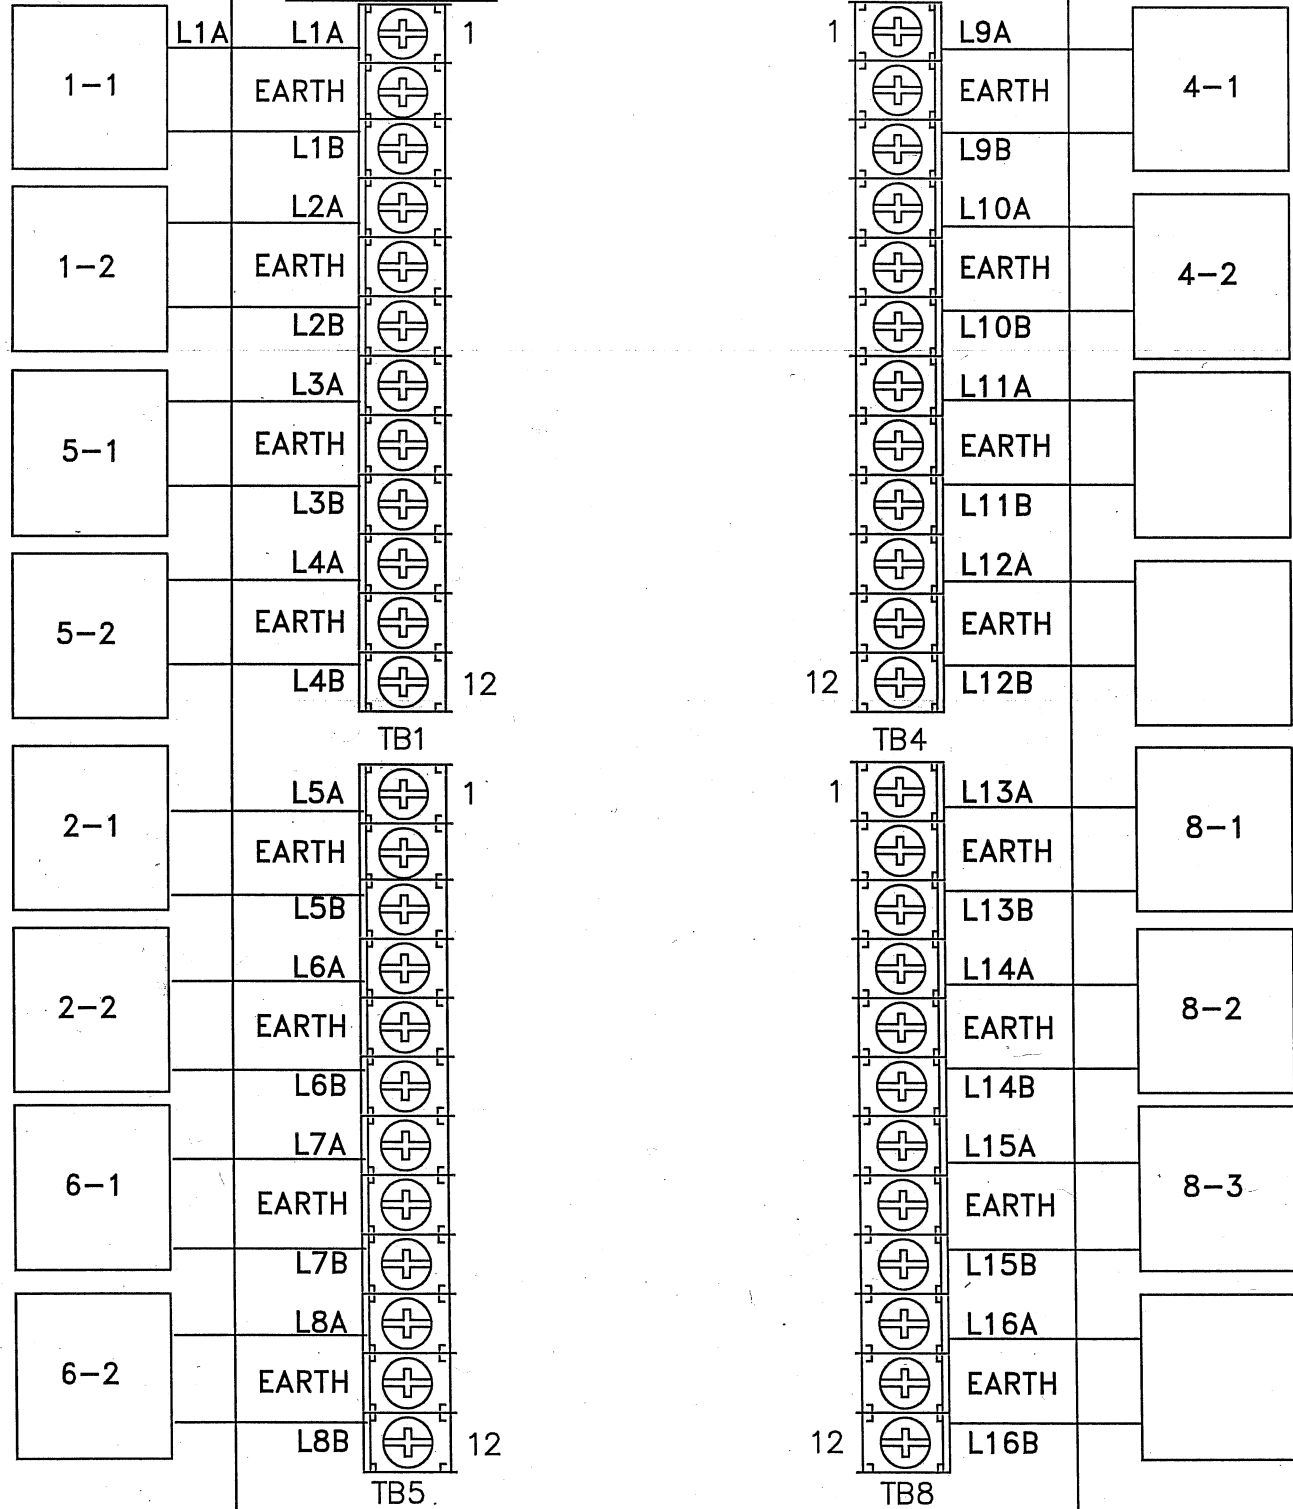 L1A L1A 1
1-1
EARTH
L1B
L2A
1-2
EARTH
L2B
L3A
5-1
EARTH
L3B
L4A
5-2
EARTH
L4B 12
TB1
L5A 1
2-1
EARTH
L5B
L6A
2-2
EARTH
L6B
L7A
6-1
EARTH
L7B
L8A
6-2
EARTH
L8B 12
TB5
1 L9A
EARTH
4-1
L9B
L10A
EARTH
4-2
L10B
L11A
EARTH
L11B
L12A
EARTH
12 L12B
TB4
1 L13A
8-1
EARTH
L13B
L14A
8-2
EARTH
L14B
L15A
8-3
EARTH
L15B
L16A
EARTH
12 L16B
TB8